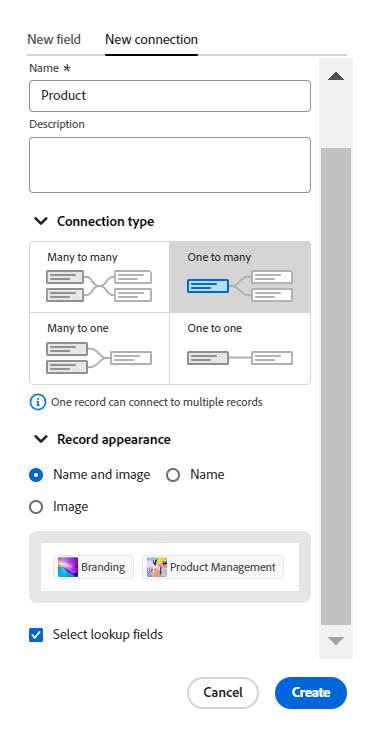 New field New connection
Name *
Product
Description
Connection type
Many to many One to many
Many to one One to one
One record can connect to multiple records
Record appearance
Name and image Name
Image
Branding Product Management
Select lookup fields
Cancel Create